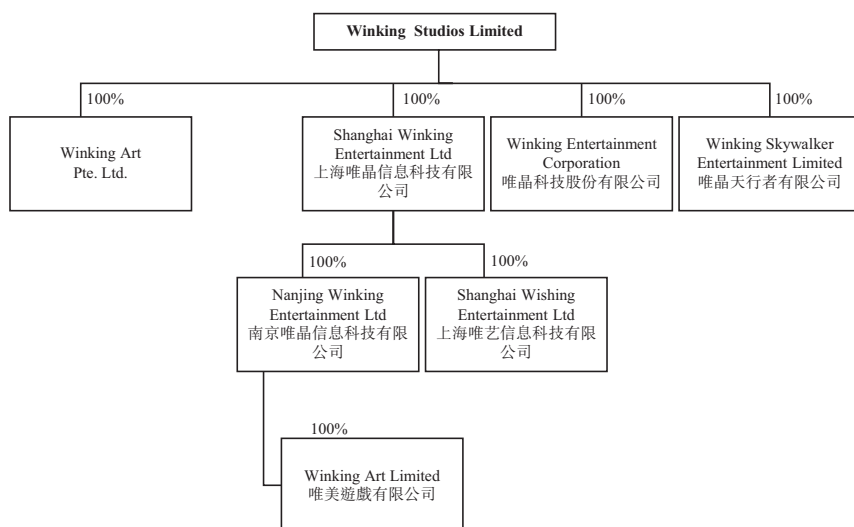 Winking Studios Limited
100%
100%
100%
100%
Winking Art
Pte. Ltd.
Shanghai Winking
Entertainment Ltd
上海唯晶信息科技有限
公司
Winking Entertainment
Corporation
唯晶科技股份有限公司
Winking Skywalker
Entertainment Limited
唯晶天行者有限公司
100%
100%
Nanjing Winking
Entertainment Ltd
南京唯晶信息科技有限
公司
Shanghai Wishing
Entertainment Ltd
上海唯艺信息科技有限
公司
100%
Winking Art Limited
唯美遊戲有限公司